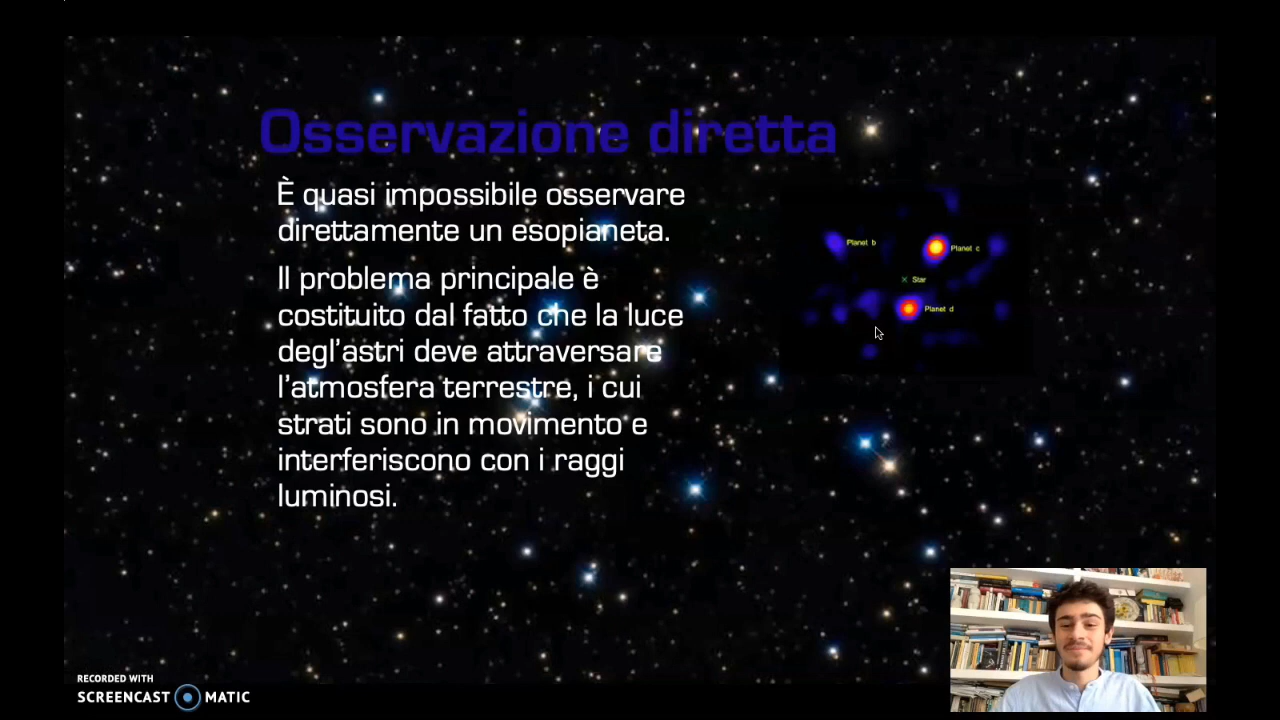 Osservazione diretta
È quasi impossibile osservare
direttamente un esopianeta.
Il problema principale è
costituito dal fatto che la luce
degl'astri deve attraversare
l'atmosfera terrestre, i cui
strati sono in movimento e
interferiscono con i raggi
luminosi.
Planet b
Planet c
Star
Planet d
RECORDED WITH
SCREENCAST MATIC